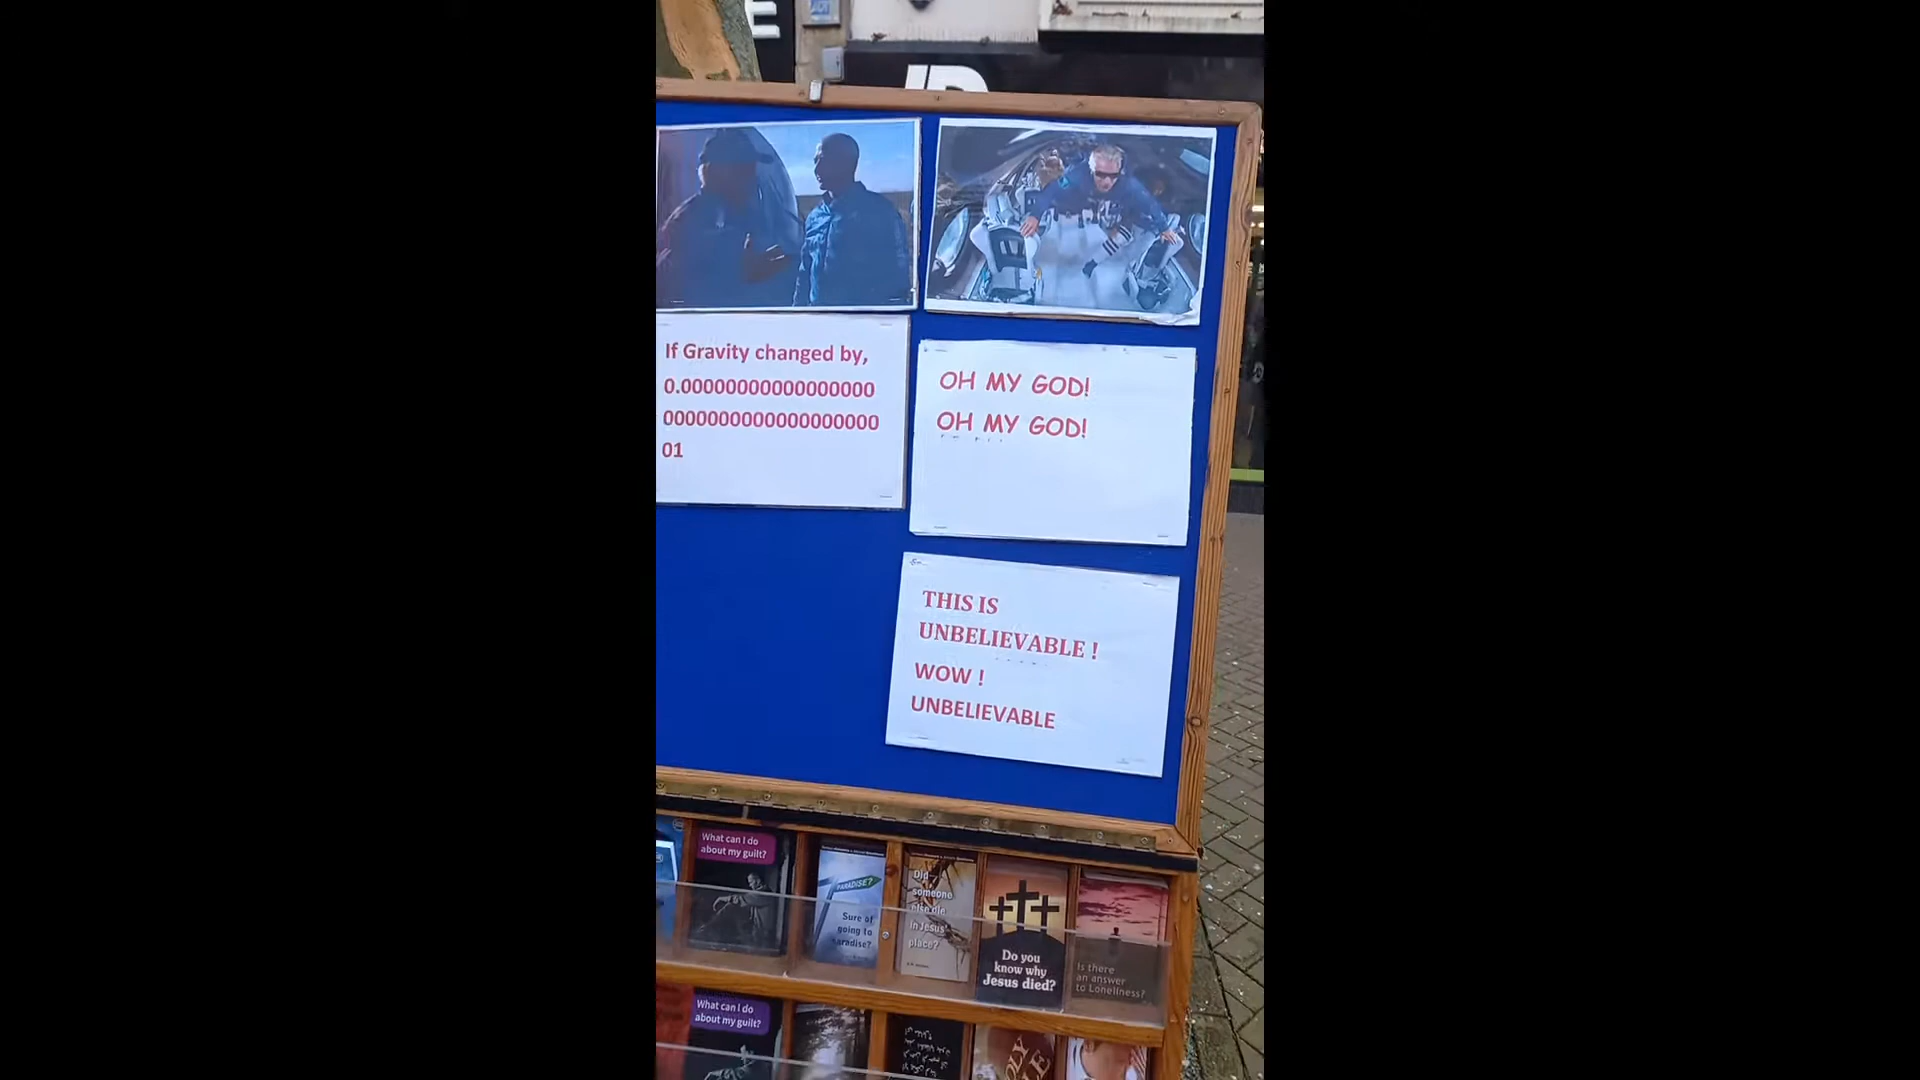 If Gravity changed by,
0.00000000000000000
00000000000000000000
01
OH MY GOD!
OH MY GOD!
THIS IS
UNBELIEVABLE !
WOW !
UNBELIEVABLE
What can I do
about my guilt?
PARADISE?
Sure of
going to
Paradise?
Did
someone
else die
in Jesus'
place?
Do you
know why
Jesus died?
Is there
an answer
to Loneliness?
What can I do
about my guilt?